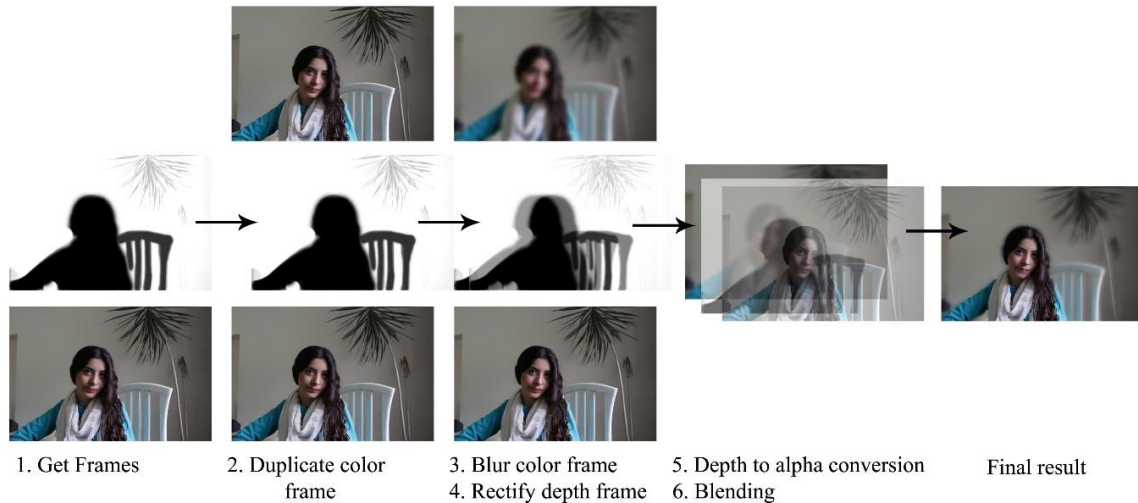 1. Get Frames
2. Duplicate color
frame
3. Blur color frame
4. Rectify depth frame
5. Depth to alpha conversion
6. Blending
Final result